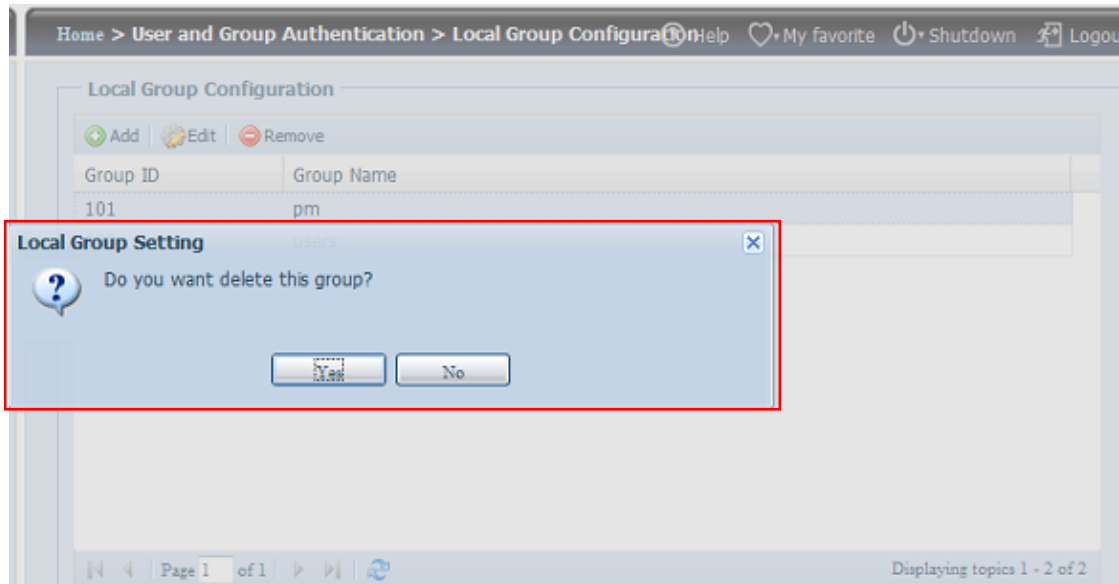 Home > User and Group Authentication > Local Group Configuration Help My favorite Shutdown Logou
Local Group Configuration
Add Edit Remove
Group ID Group Name
101 pm
users
Local Group Setting
Do you want delete this group?
Yes No
Page 1 of 1 Displaying topics 1 - 2 of 2